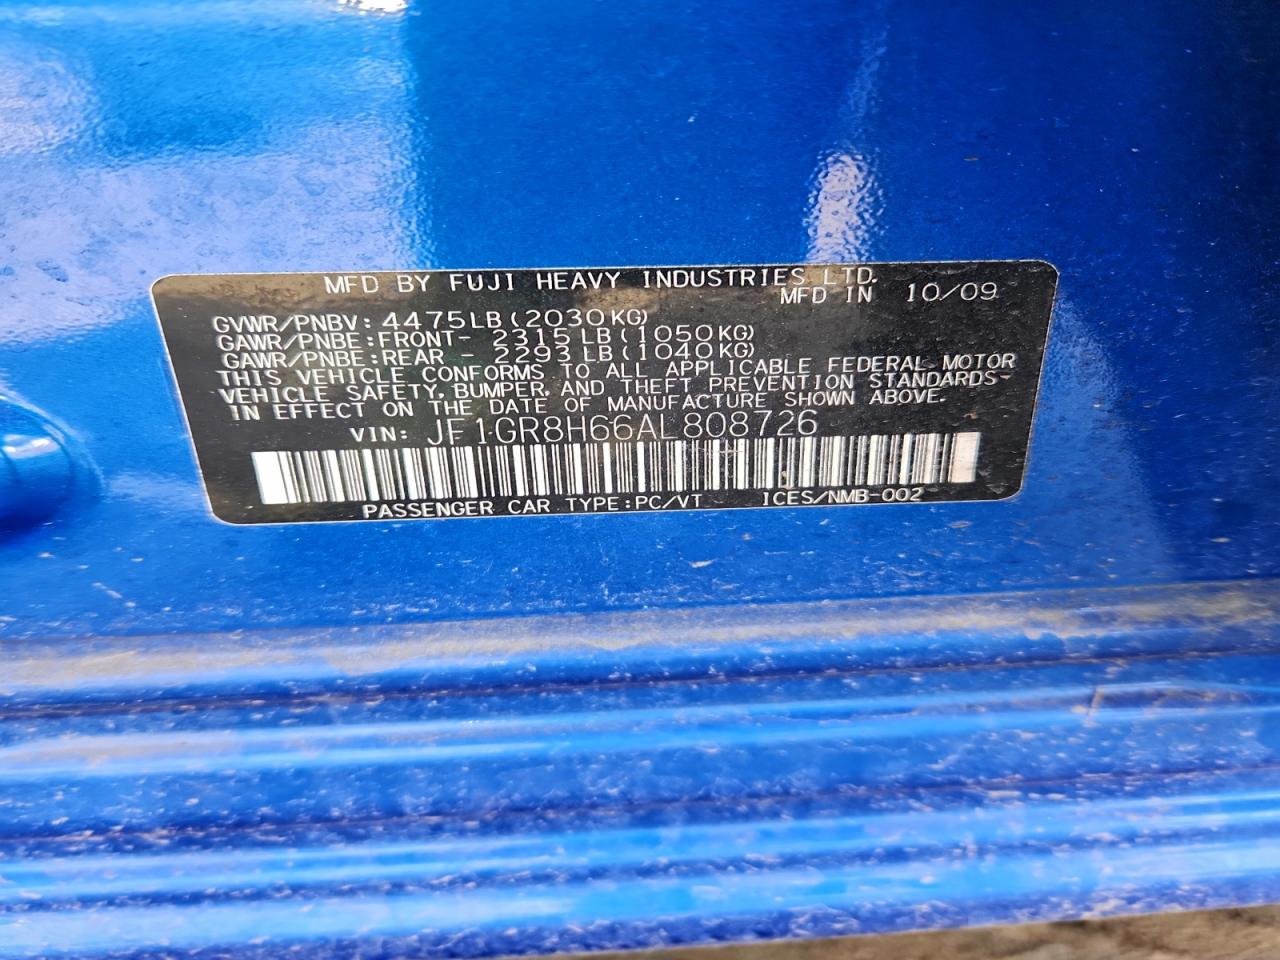 MFD BY FUJI HEAVY INDUSTRIES LTD.
MFD IN 10/09
GVWR/PNBV: 4475LB(2030KG)
GAWR/PNBE:FRONT- 2315LB(1050KG)
GAWR/PNBE:REAR - 2293LB(1040KG)
THIS VEHICLE CONFORMS TO ALL APPLICABLE FEDERAL MOTOR
VEHICLE SAFETY, BUMPER, AND THEFT PREVENTION STANDARDS
IN EFFECT ON THE DATE OF MANUFACTURE SHOWN ABOVE.
VIN: JF1GR8H66AL808726
PASSENGER CAR TYPE:PC/VT ICES/NMB-002